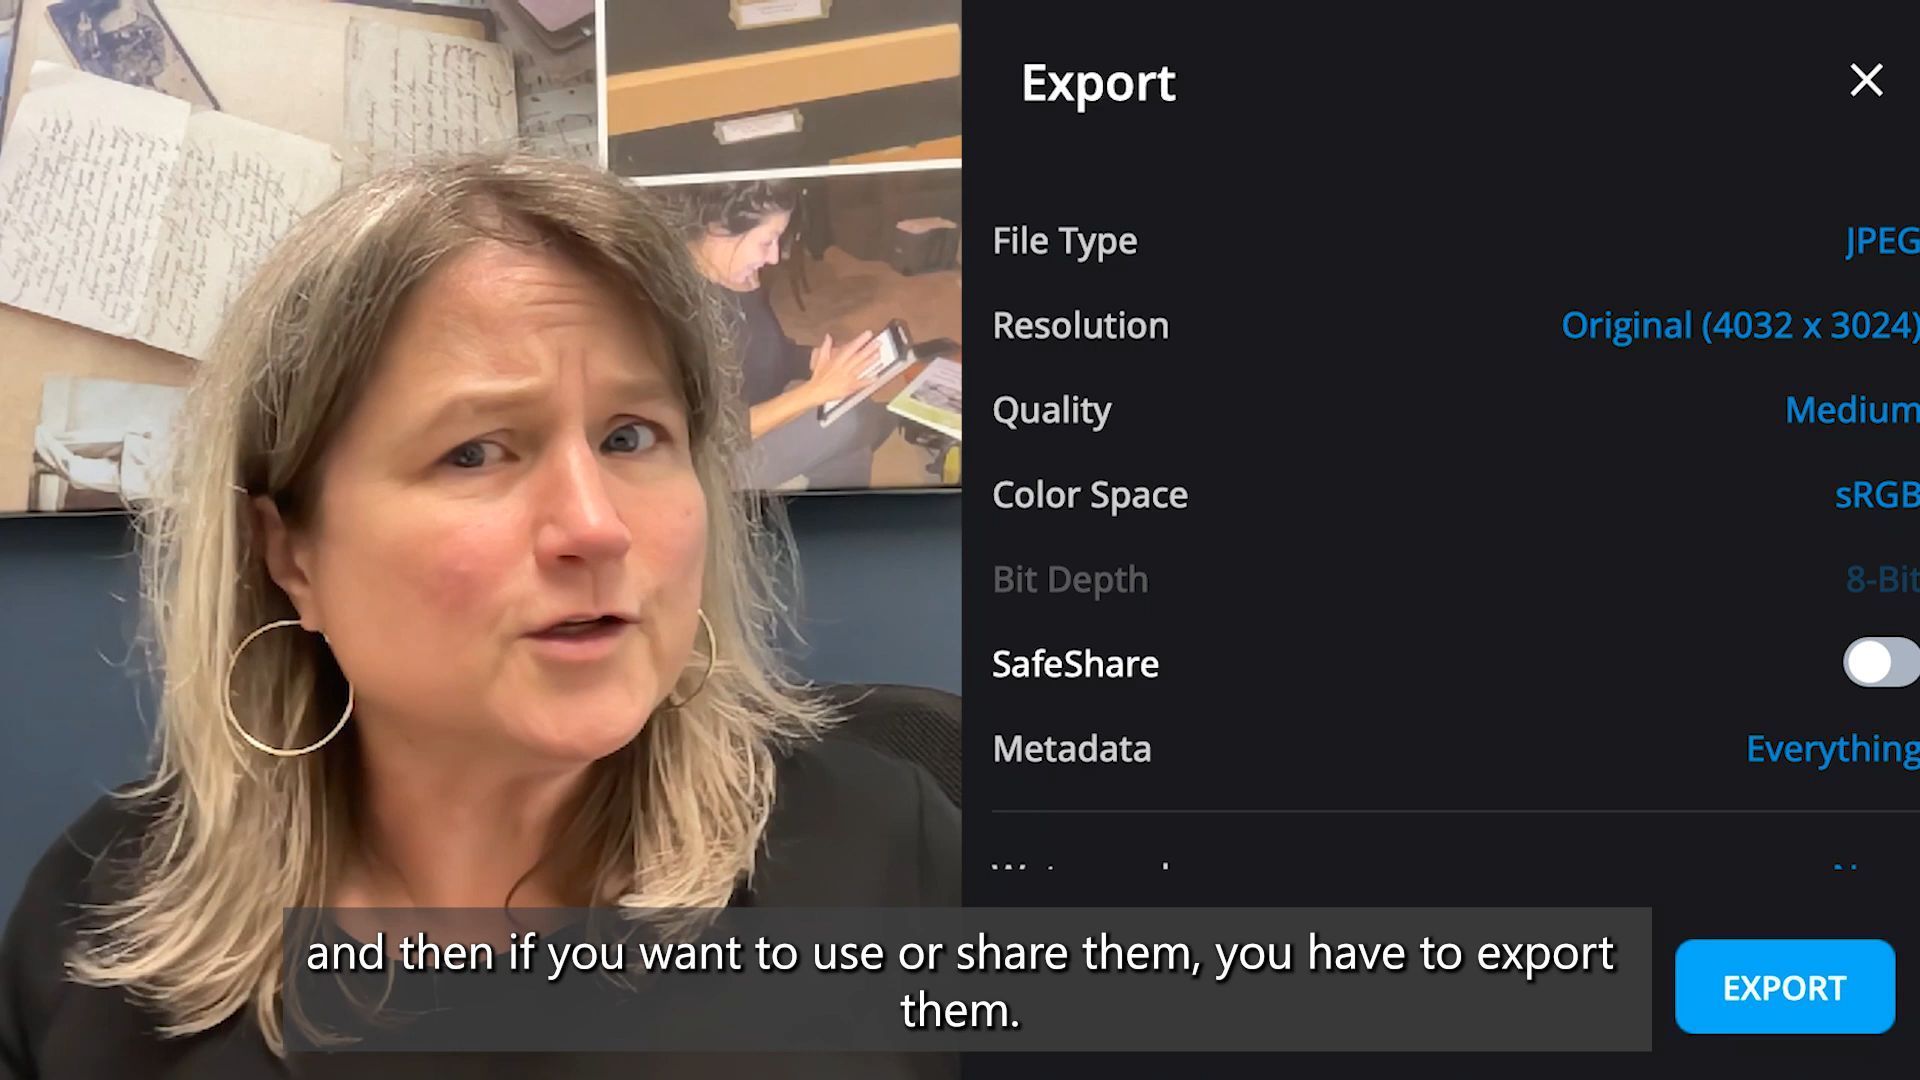 Export
File Type JPEG
Resolution Original (4032 x 3024)
Quality Medium
Color Space sRGB
Bit Depth 8-Bit
SafeShare
Metadata Everything
and then if you want to use or share them, you have to export
them.
EXPORT